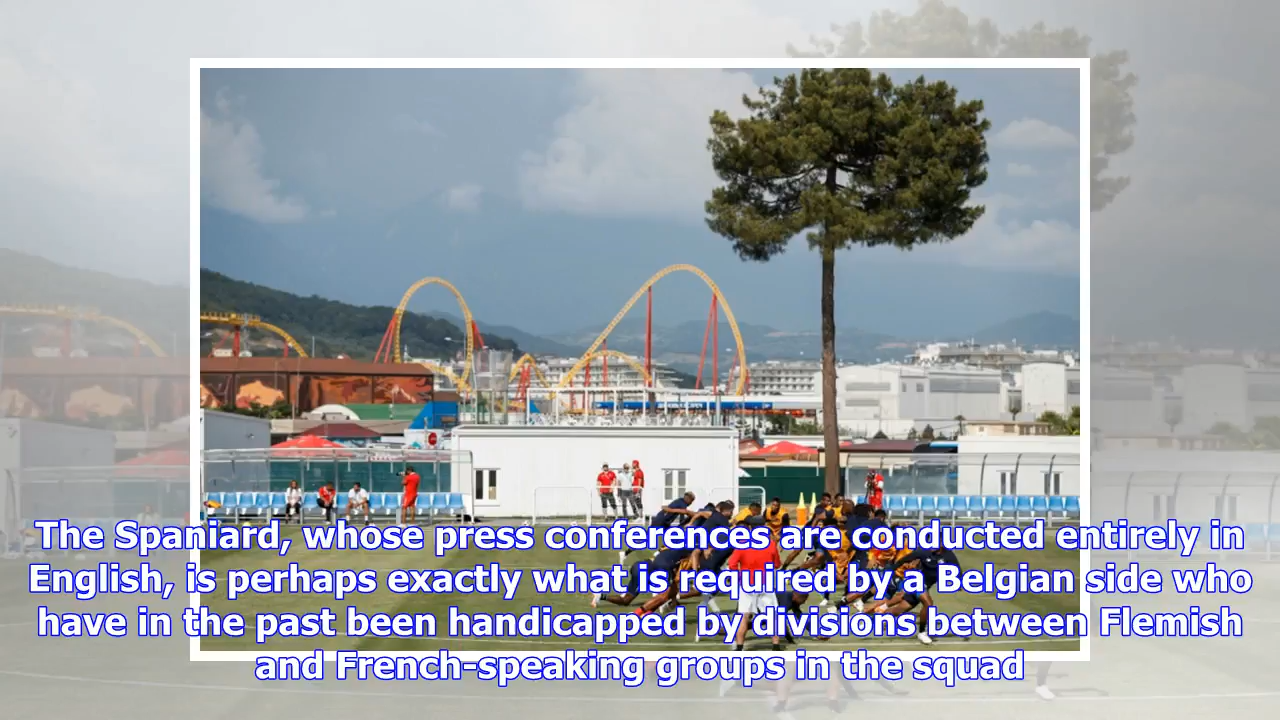 The Spaniard, whose press conferences are conducted entirely in
English, is perhaps exactly what is required by a Belgian side who
have in the past been handicapped by divisions between Flemish
and French-speaking groups in the squad